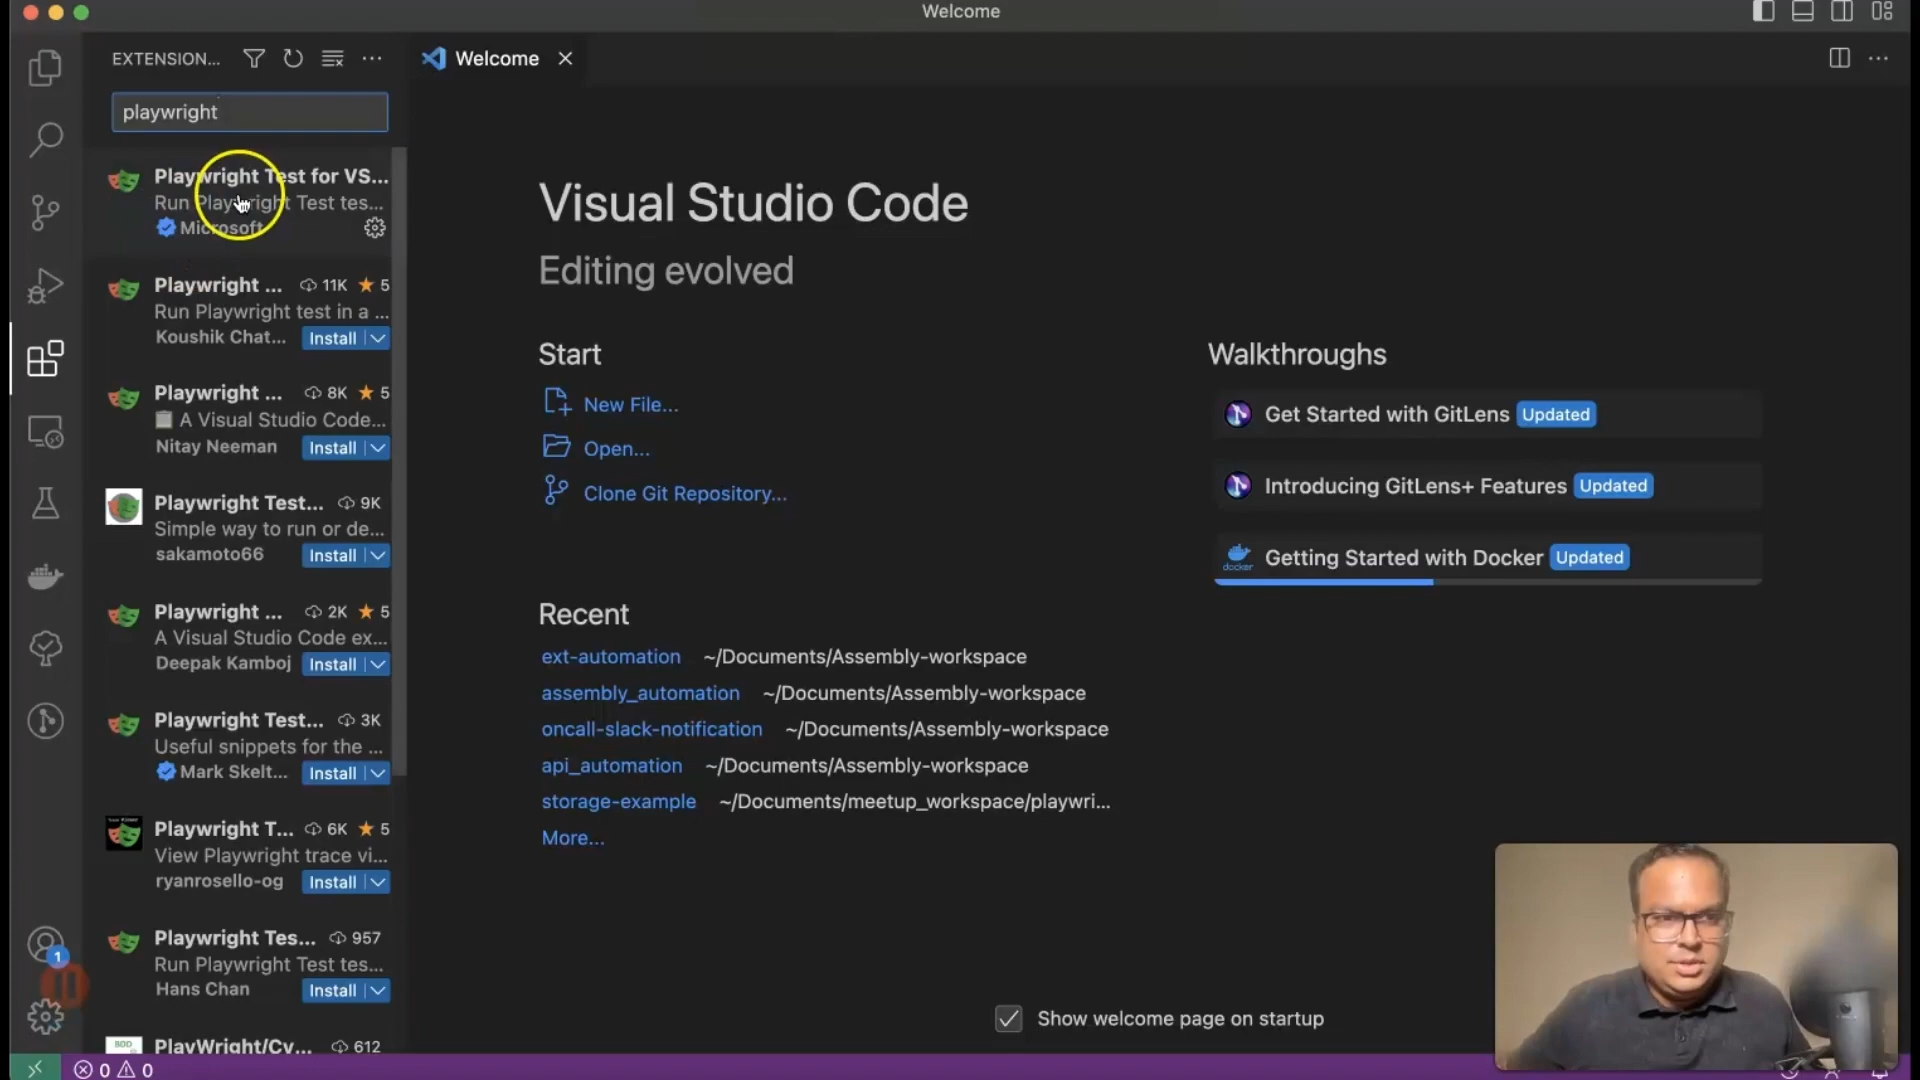 Welcome
EXTENSION...
Welcome
playwright
Playwright Test for VS...
Run Playwright Test tes...
Microsoft
Playwright ... 11K 5
Run Playwright test in a ...
Koushik Chat... Install
Playwright ... 8K 5
A Visual Studio Code...
Nitay Neeman Install
Playwright Test... 9K
Simple way to run or de...
sakamoto66 Install
Playwright ... 2K 5
A Visual Studio Code ex...
Deepak Kamboj Install
Playwright Test... 3K
Useful snippets for the ...
Mark Skelt... Install
Playwright T... 6K 5
View Playwright trace vi...
ryanrosello-og Install
Playwright Tes... 957
Run Playwright Test tes...
Hans Chan Install
PlayWright/Cy... 612
BDD
1
0 0
Visual Studio Code
Editing evolved
Start
New File...
Open...
Clone Git Repository...
Recent
ext-automation ~/Documents/Assembly-workspace
assembly_automation ~/Documents/Assembly-workspace
oncall-slack-notification ~/Documents/Assembly-workspace
api_automation ~/Documents/Assembly-workspace
storage-example ~/Documents/meetup_workspace/playwri...
More...
Walkthroughs
Get Started with GitLens Updated
Introducing GitLens+ Features Updated
docker
Getting Started with Docker Updated
Show welcome page on startup